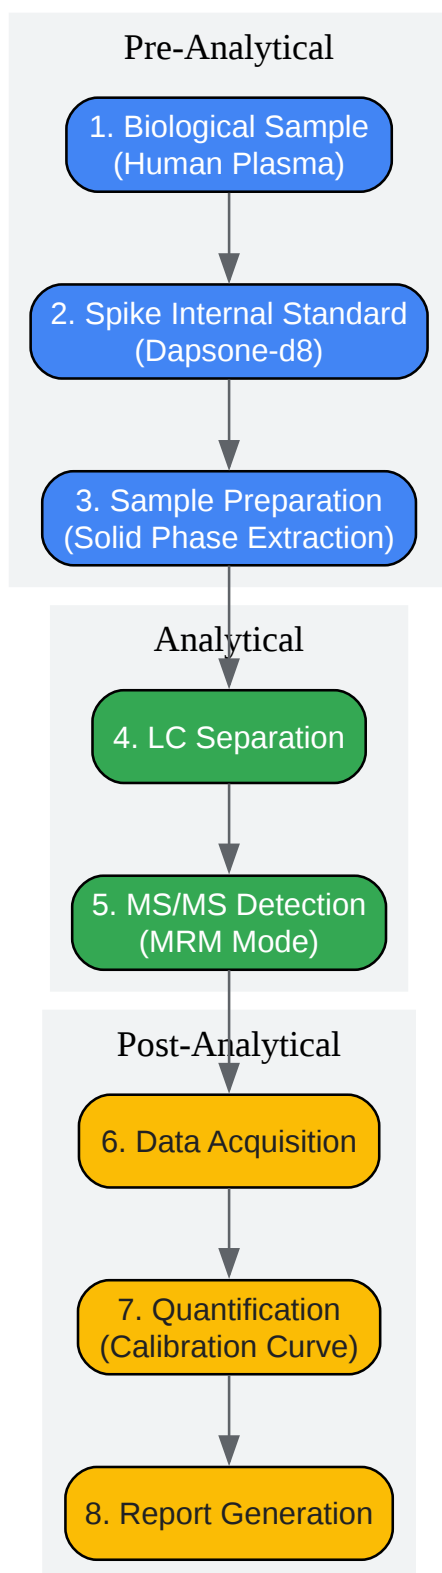 Pre-Analytical
1. Biological Sample
(Human Plasma)
2. Spike Internal Standard
(Dapsone-d8)
3. Sample Preparation
(Solid Phase Extraction)
Analytical
4. LC Separation
5. MS/MS Detection
(MRM Mode)
Post-Analytical
6. Data Acquisition
7. Quantification
(Calibration Curve)
8. Report Generation